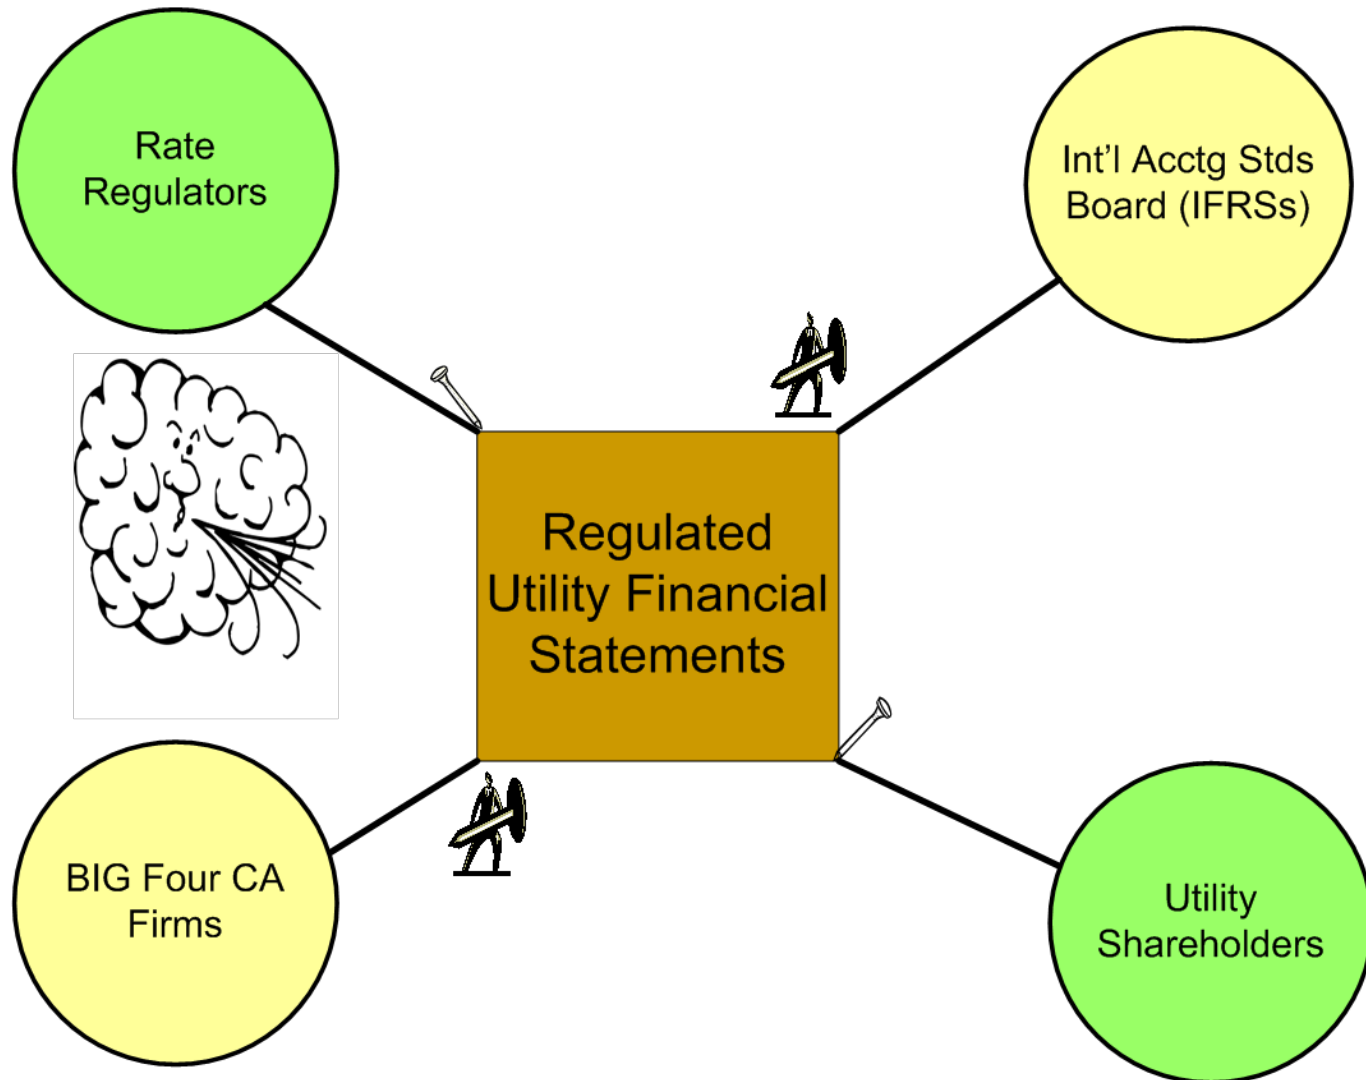 Rate
Regulators
Int'l Acctg Stds
Board (IFRSs)
Regulated
Utility Financial
Statements
BIG Four CA
Firms
Utility
Shareholders